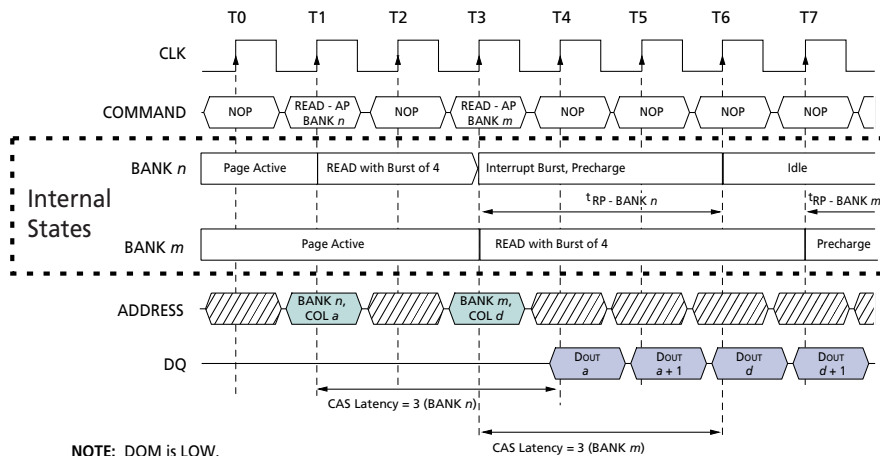 T0 T1 T2 T3 T4 T5 T6 T7
CLK
COMMAND NOP READ - AP BANK n NOP READ - AP BANK m NOP NOP NOP NOP
Internal States
BANK n Page Active READ with Burst of 4 Interrupt Burst, Precharge Idle
tRP - BANK n tRP - BANK m
BANK m Page Active READ with Burst of 4 Precharge
ADDRESS BANK n, COL a BANK m, COL d
DQ DOUT a DOUT a + 1 DOUT d DOUT d + 1
CAS Latency = 3 (BANK n)
CAS Latency = 3 (BANK m)
NOTE: DQM is LOW.